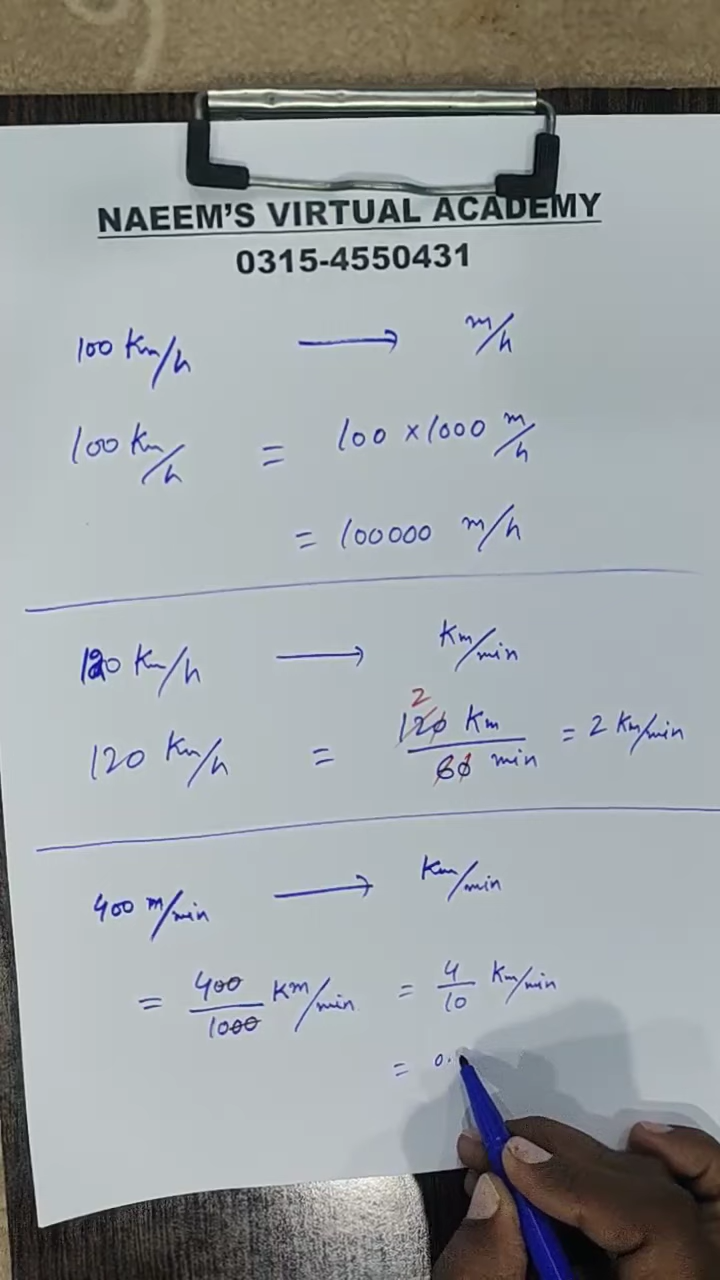 NAEEM'S VIRTUAL ACADEMY
0315-4550431
100 Km/h ⟶ m/h
100 Km/h = 100 × 1000 m/h
= 100000 m/h
120 Km/h ⟶ Km/min
120 Km/h = 120 Km / 60 min = 2 Km/min
2
400 m/min ⟶ Km/min
= 400/1000 Km/min = 4/10 Km/min
= 0.